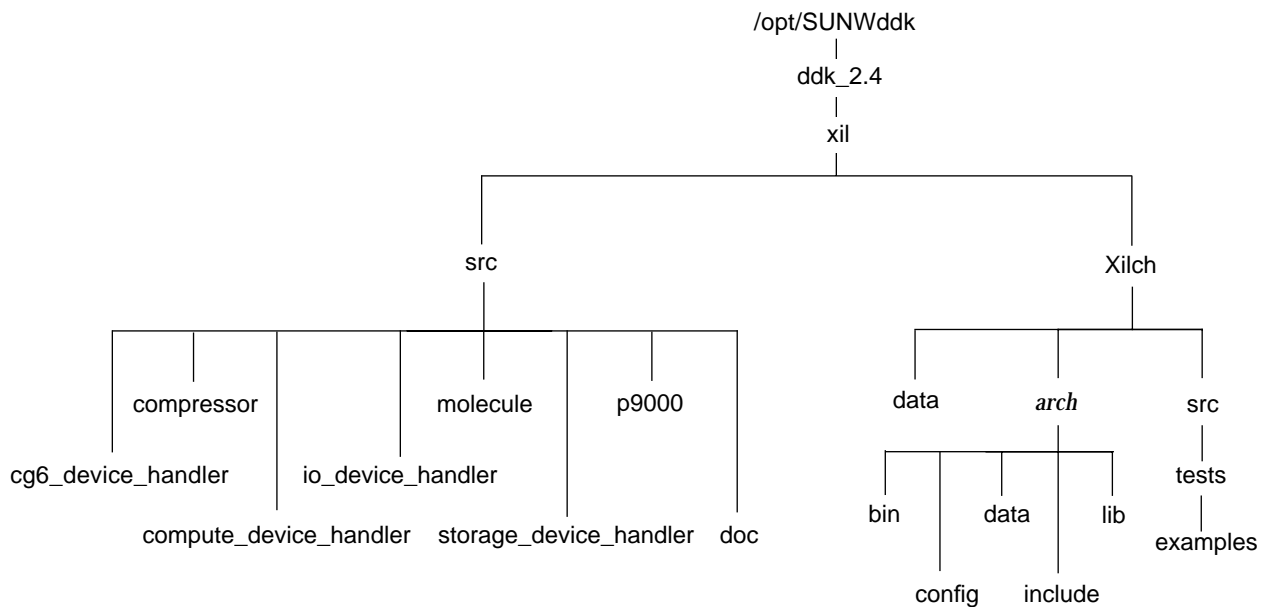 /opt/SUNWddk
ddk_2.4
xil
src
Xilch
compressor
molecule
p9000
data
arch
src
cg6_device_handler
io_device_handler
tests
bin
data
lib
compute_device_handler
storage_device_handler
doc
examples
config
include